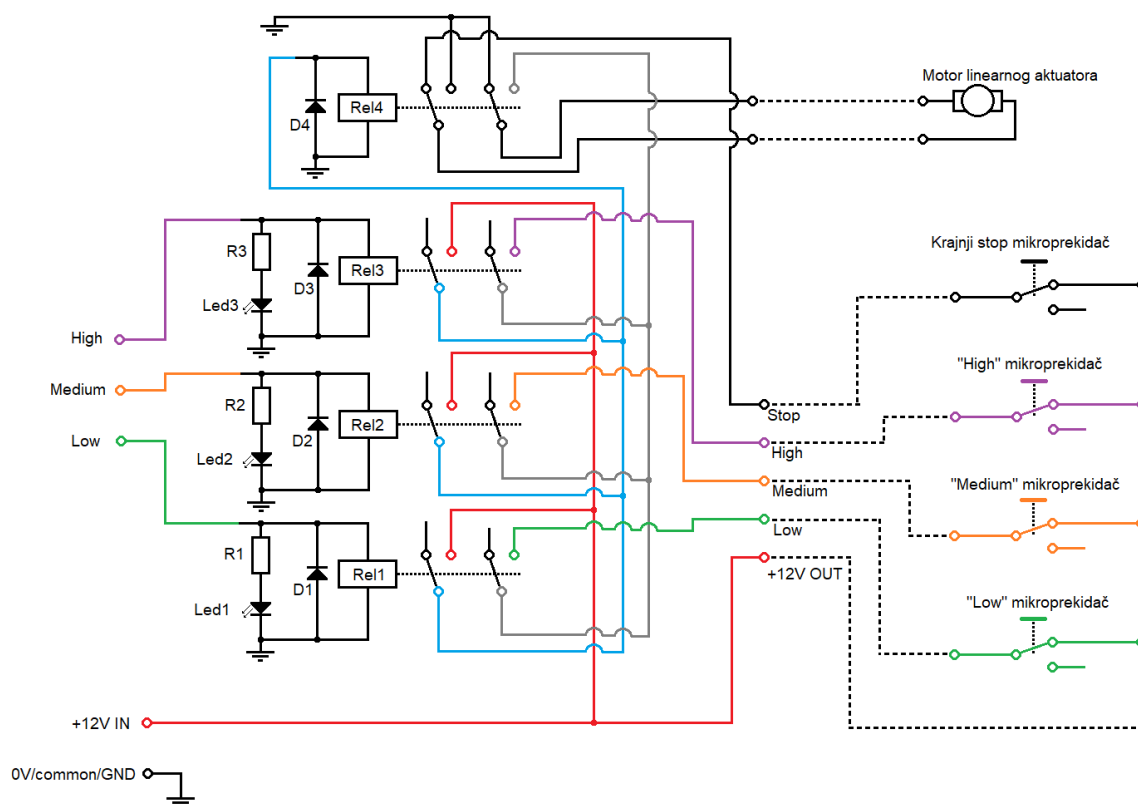 Motor linearnog aktuatora
Rel4
D4
R3
Led3
D3
Rel3
High
Krajnji stop mikroprekidač
Medium
R2
Led2
D2
Rel2
"High" mikroprekidač
Stop
Low
High
"Medium" mikroprekidač
Medium
R1
Led1
D1
Rel1
Low
+12V OUT
"Low" mikroprekidač
+12V IN
0V/common/GND